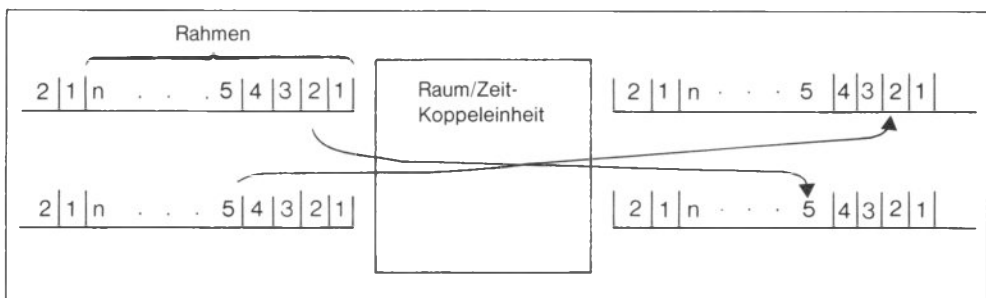 Rahmen
2 1 n . . . 5 4 3 2 1
Raum/Zeit-
Koppeleinheit
2 1 n · · · 5 4 3 2 1
2 1 n . . . 5 4 3 2 1
2 1 n · · · 5 4 3 2 1